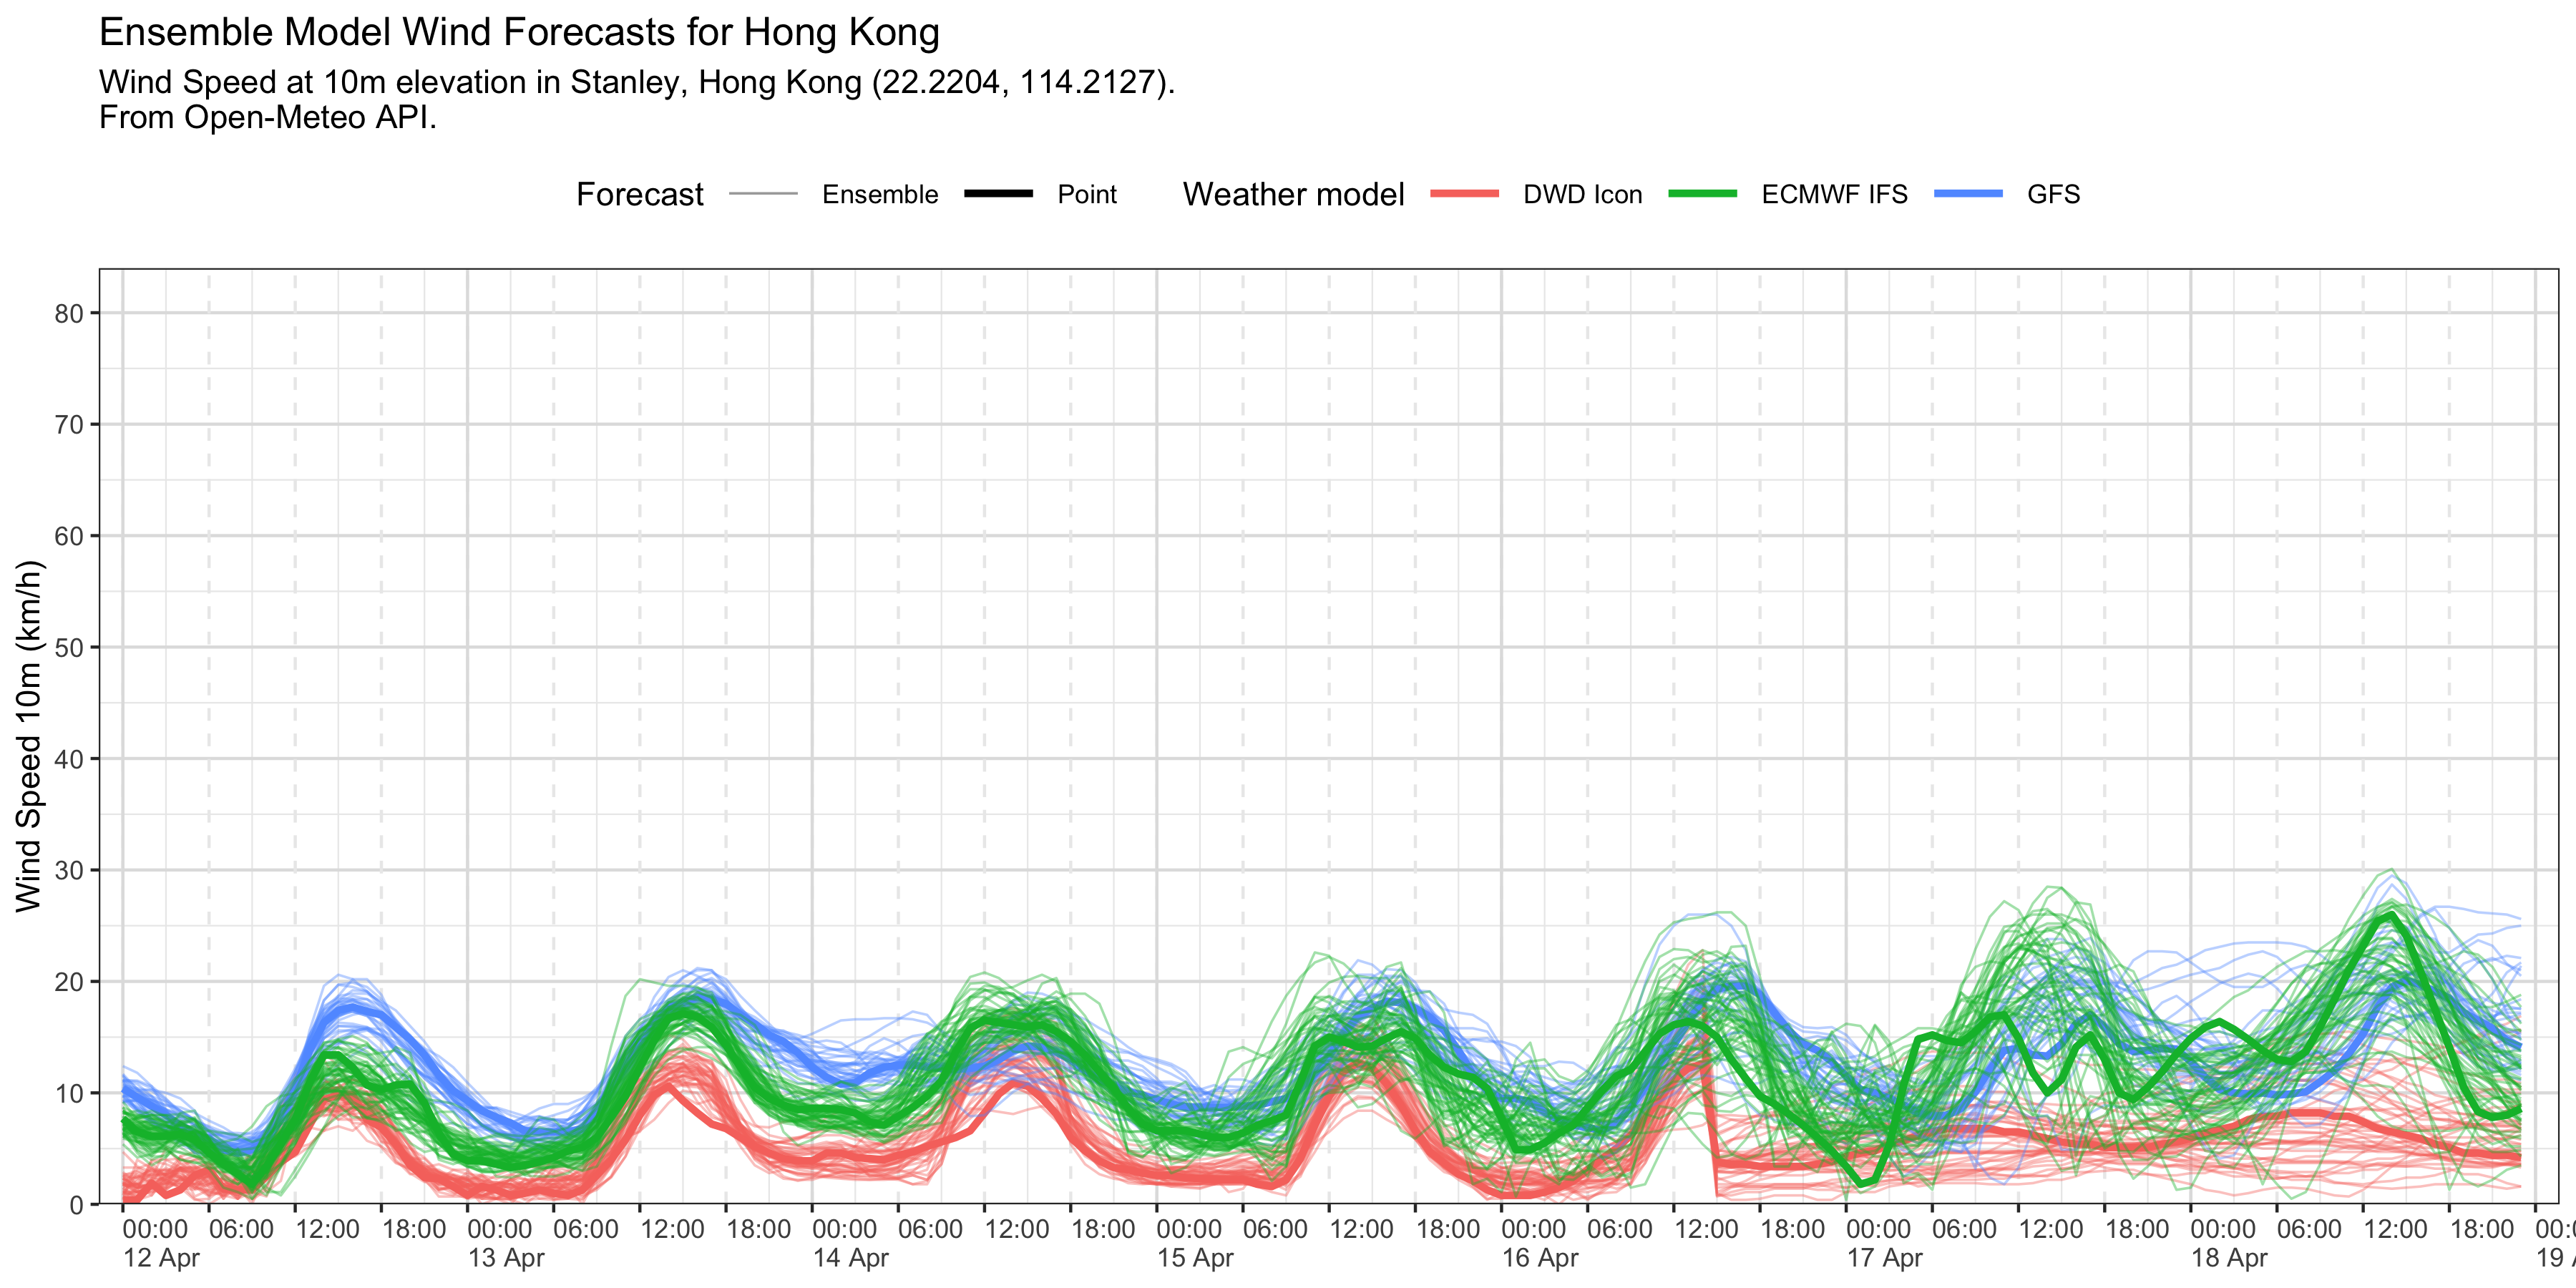 Ensemble Model Wind Forecasts for Hong Kong
Wind Speed at 10m elevation in Stanley, Hong Kong (22.2204, 114.2127).
From Open-Meteo API.
Forecast Ensemble Point Weather model DWD Icon ECMWF IFS GFS
Wind Speed 10m (km/h)
80
70
60
50
40
30
20
10
0
00:00 06:00 12:00 18:00 00:00 06:00 12:00 18:00 00:00 06:00 12:00 18:00 00:00 06:00 12:00 18:00 00:00 06:00 12:00 18:00 00:00 06:00 12:00 18:00 00:00 06:00 12:00 18:00 00:0
12 Apr 13 Apr 14 Apr 15 Apr 16 Apr 17 Apr 18 Apr 19